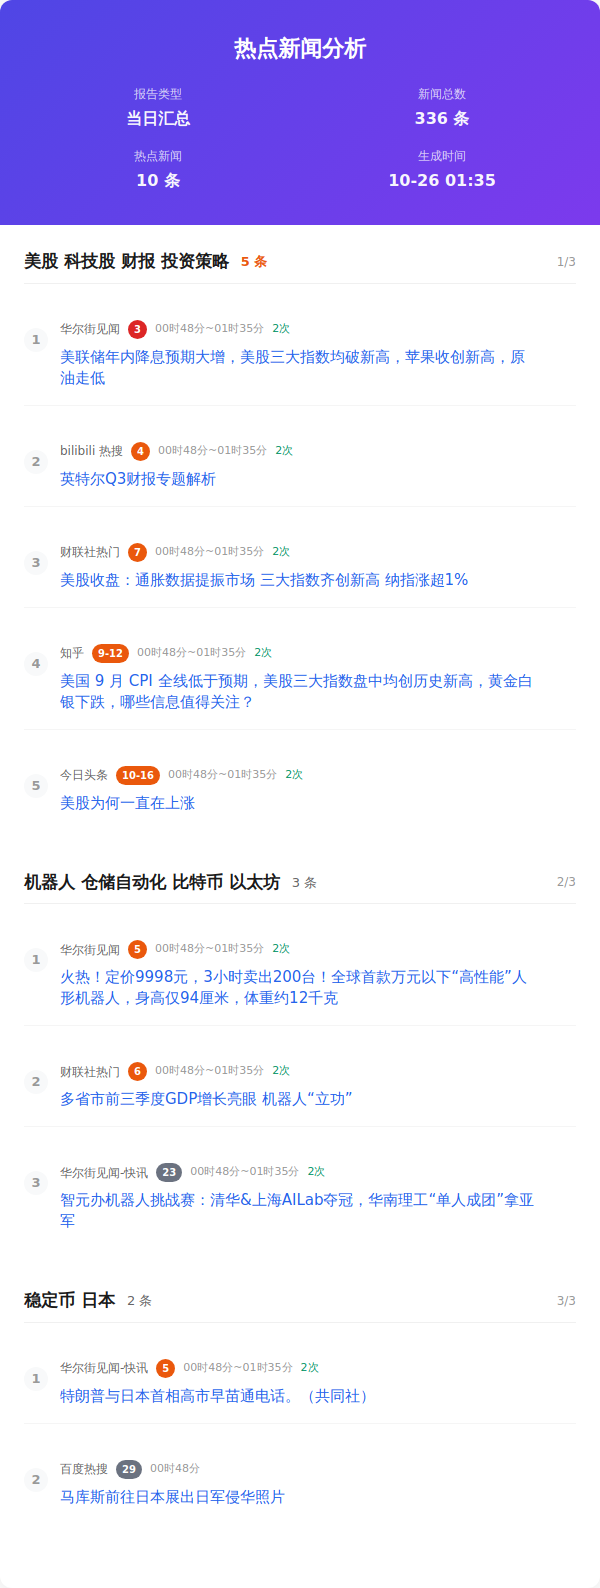 热点新闻分析
报告类型
新闻总数
当日汇总
336 条
热点新闻
生成时间
10 条
10-26 01:35
美股 科技股 财报 投资策略 5 条 1/3
1
华尔街见闻 3 00时48分~01时35分 2次
美联储年内降息预期大增，美股三大指数均破新高，苹果收创新高，原
油走低
2
bilibili 热搜 4 00时48分~01时35分 2次
英特尔Q3财报专题解析
3
财联社热门 7 00时48分~01时35分 2次
美股收盘：通胀数据提振市场 三大指数齐创新高 纳指涨超1%
4
知乎 9-12 00时48分~01时35分 2次
美国 9 月 CPI 全线低于预期，美股三大指数盘中均创历史新高，黄金白
银下跌，哪些信息值得关注？
5
今日头条 10-16 00时48分~01时35分 2次
美股为何一直在上涨
机器人 仓储自动化 比特币 以太坊 3 条 2/3
1
华尔街见闻 5 00时48分~01时35分 2次
火热！定价9998元，3小时卖出200台！全球首款万元以下“高性能”人
形机器人，身高仅94厘米，体重约12千克
2
财联社热门 6 00时48分~01时35分 2次
多省市前三季度GDP增长亮眼 机器人“立功”
3
华尔街见闻-快讯 23 00时48分~01时35分 2次
智元办机器人挑战赛：清华&上海AILab夺冠，华南理工“单人成团”拿亚
军
稳定币 日本 2 条 3/3
1
华尔街见闻-快讯 5 00时48分~01时35分 2次
特朗普与日本首相高市早苗通电话。（共同社）
2
百度热搜 29 00时48分
马库斯前往日本展出日军侵华照片